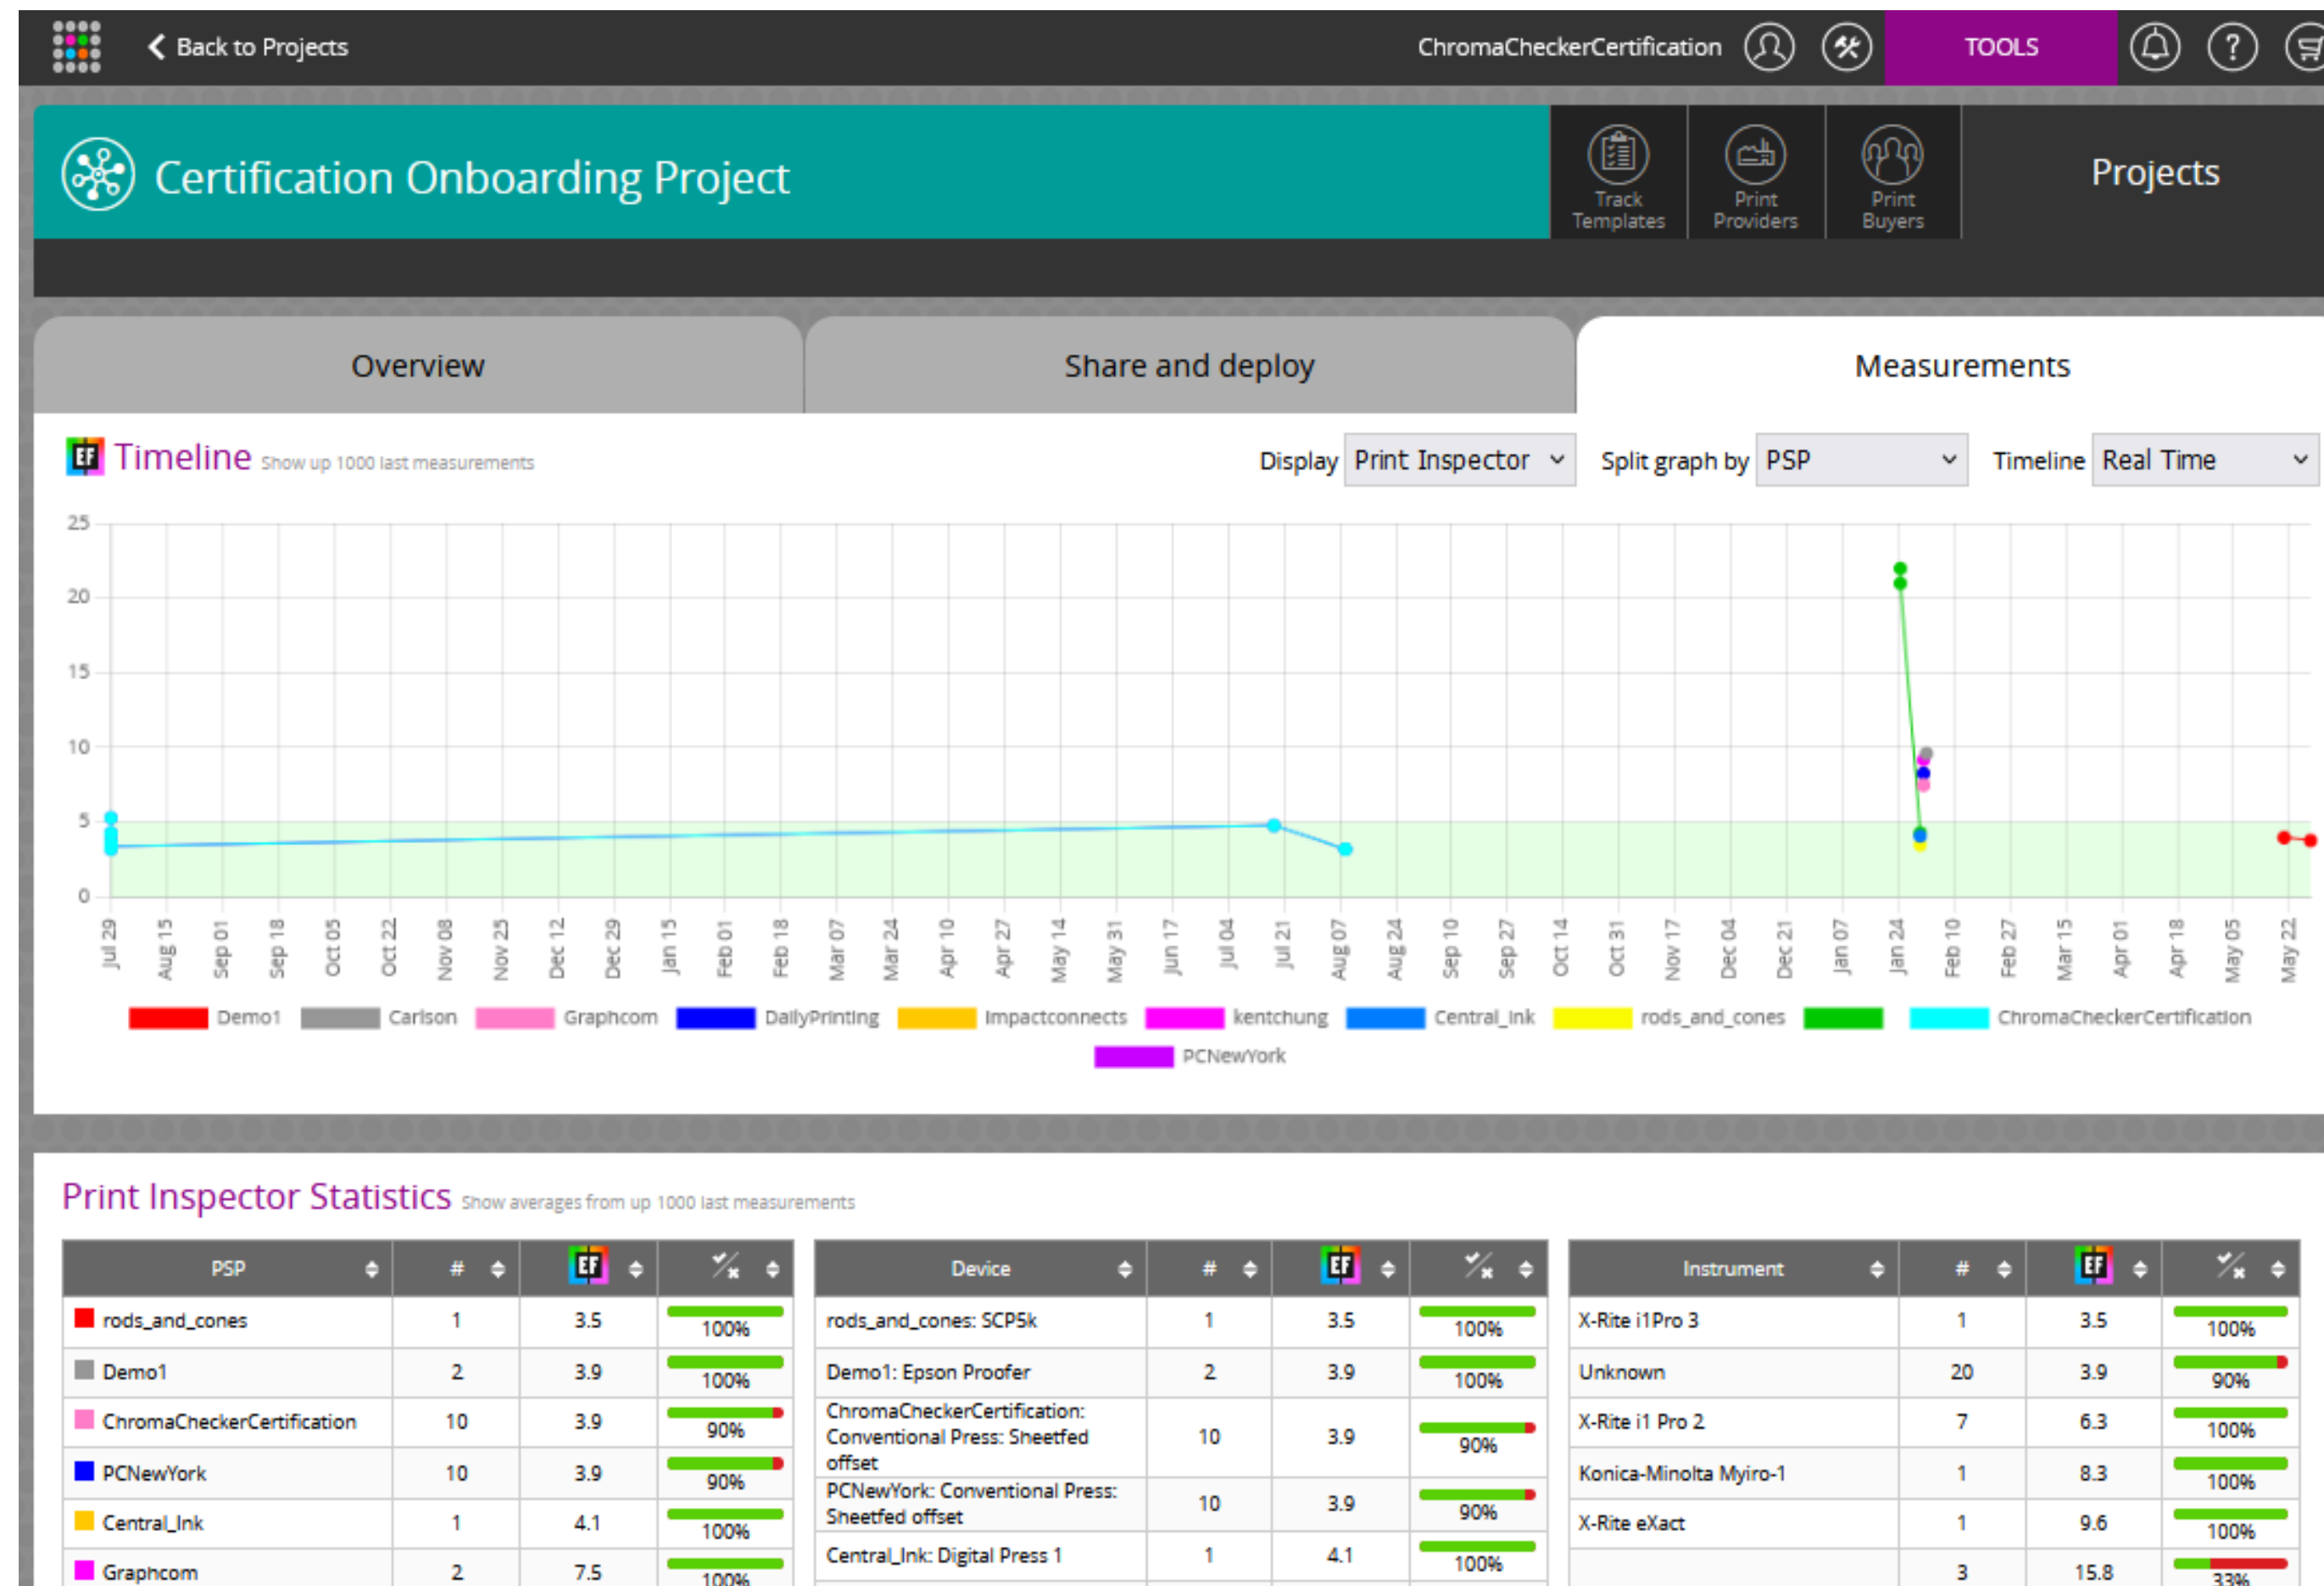 Back to Projects
ChromaCheckerCertification
TOOLS
?
Certification Onboarding Project
Track
Templates
Print
Providers
Print
Buyers
Projects
Overview
Share and deploy
Measurements
EF Timeline Show up 1000 last measurements
Display Print Inspector
Split graph by PSP
Timeline Real Time
25
20
15
10
5
0
Jul 29
Aug 15
Sep 01
Sep 18
Oct 05
Oct 22
Nov 08
Nov 25
Dec 12
Dec 29
Jan 15
Feb 01
Feb 18
Mar 07
Mar 24
Apr 10
Apr 27
May 14
May 31
Jun 17
Jul 04
Jul 21
Aug 07
Aug 24
Sep 10
Sep 27
Oct 14
Oct 31
Nov 17
Dec 04
Dec 21
Jan 07
Jan 24
Feb 10
Feb 27
Mar 15
Apr 01
Apr 18
May 05
May 22
Demo1 Carlson Graphcom DailyPrinting Impactconnects kentchung Central_Ink rods_and_cones ChromaCheckerCertification
PCNewYork
Print Inspector Statistics Show averages from up 1000 last measurements
PSP # EF
rods_and_cones 1 3.5 100%
Demo1 2 3.9 100%
ChromaCheckerCertification 10 3.9 90%
PCNewYork 10 3.9 90%
Central_Ink 1 4.1 100%
Graphcom 2 7.5 100%
Device # EF
rods_and_cones: SCP5k 1 3.5 100%
Demo1: Epson Proofer 2 3.9 100%
ChromaCheckerCertification:
Conventional Press: Sheetfed
offset
10 3.9 90%
PCNewYork: Conventional Press:
Sheetfed offset
10 3.9 90%
Central_Ink: Digital Press 1 1 4.1 100%
Instrument # EF
X-Rite i1Pro 3 1 3.5 100%
Unknown 20 3.9 90%
X-Rite i1 Pro 2 7 6.3 100%
Konica-Minolta Myiro-1 1 8.3 100%
X-Rite eXact 1 9.6 100%
3 15.8 33%